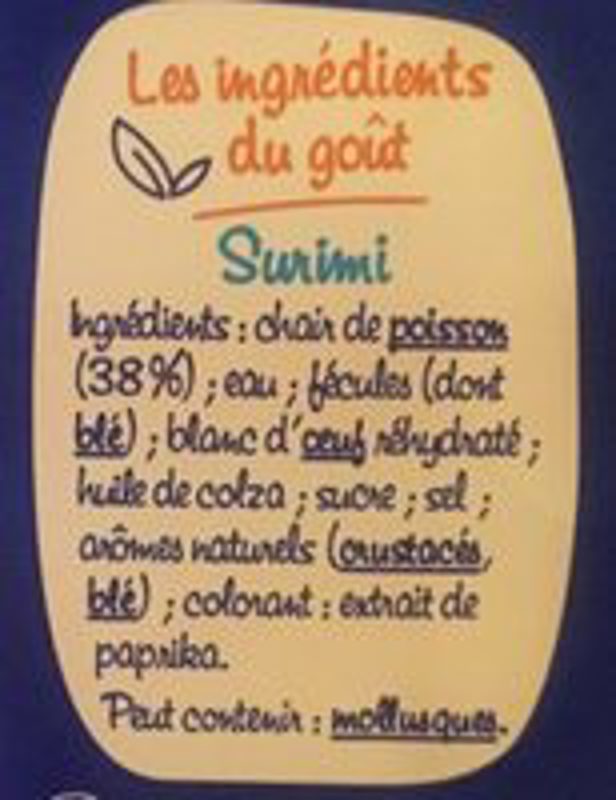 Les ingrédients
du goût
Surimi
Ingrédients : chair de poisson
(38%) ; eau ; fécules (dont
blé) ; blanc d'œuf réhydraté ;
huile de colza ; sucre ; sel ;
arômes naturels (crustacés,
blé) ; colorant : extrait de
paprika.
Peut contenir : mollusques.